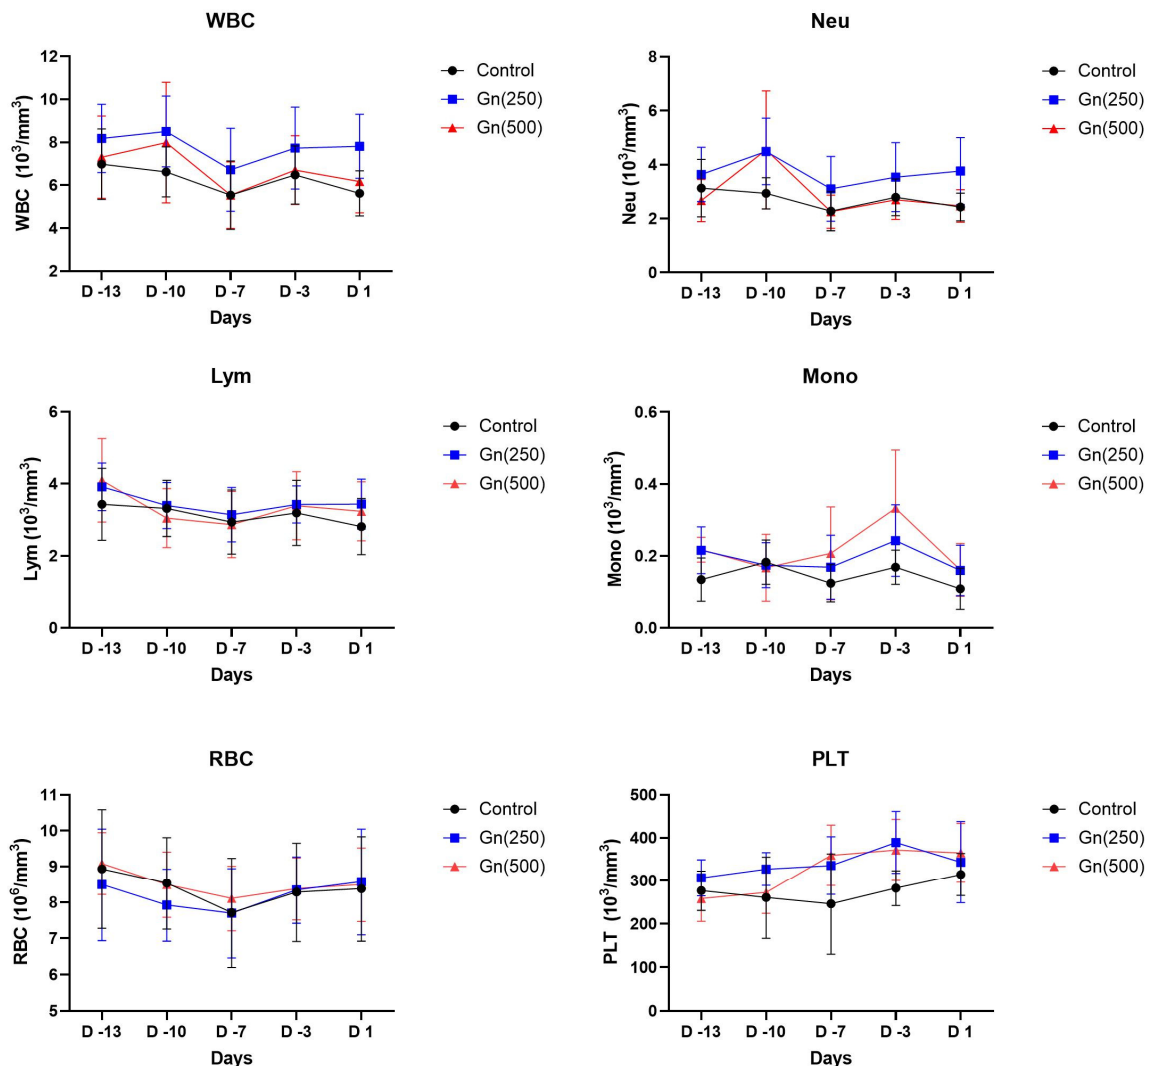 WBC
WBC (10³/mm³)
12
10
8
6
4
2
D -13 D -10 D -7 D -3 D 1
Days
Control
Gn(250)
Gn(500)
Neu
Neu (10³/mm³)
8
6
4
2
0
D -13 D -10 D -7 D -3 D 1
Days
Control
Gn(250)
Gn(500)
Lym
Lym (10³/mm³)
6
4
2
0
D -13 D -10 D -7 D -3 D 1
Days
Control
Gn(250)
Gn(500)
Mono
Mono (10³/mm³)
0.6
0.4
0.2
0.0
D -13 D -10 D -7 D -3 D 1
Days
Control
Gn(250)
Gn(500)
RBC
RBC (10⁶/mm³)
11
10
9
8
7
6
5
D -13 D -10 D -7 D -3 D 1
Days
Control
Gn(250)
Gn(500)
PLT
PLT (10³/mm³)
500
400
300
200
100
0
D -13 D -10 D -7 D -3 D 1
Days
Control
Gn(250)
Gn(500)